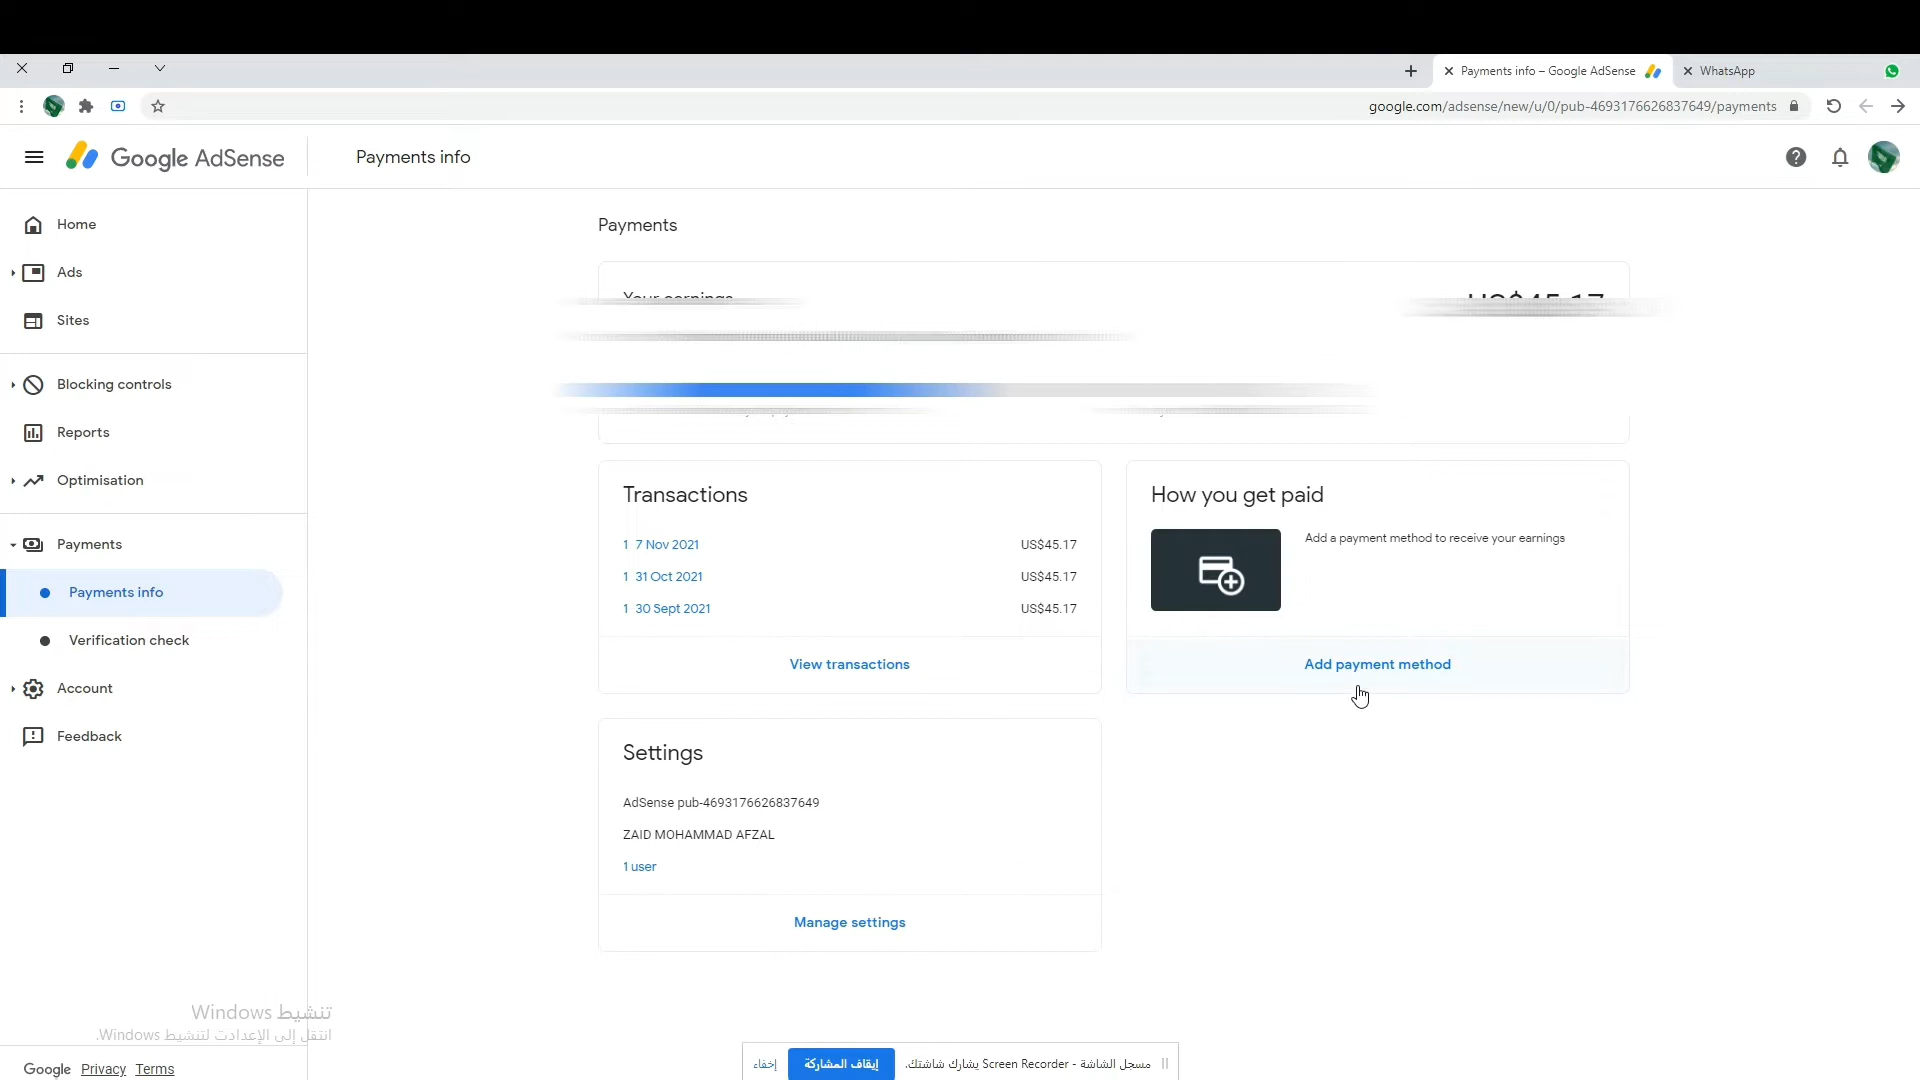 Payments info – Google AdSense
WhatsApp
google.com/adsense/new/u/0/pub-4693176626837649/payments
Google AdSense
Payments info
Home
Ads
Sites
Blocking controls
Reports
Optimisation
Payments
Payments info
Verification check
Account
Feedback
Payments
Your earnings
US$45.17
Transactions
1 7 Nov 2021 US$45.17
1 31 Oct 2021 US$45.17
1 30 Sept 2021 US$45.17
View transactions
How you get paid
Add a payment method to receive your earnings
Add payment method
Settings
AdSense pub-4693176626837649
ZAID MOHAMMAD AFZAL
1 user
Manage settings
تنشيط Windows
انتقل إلى الإعدادات لتنشيط Windows.
Google Privacy Terms
مسجل الشاشة - Screen Recorder يشارك شاشتك.
إيقاف المشاركة
إخفاء